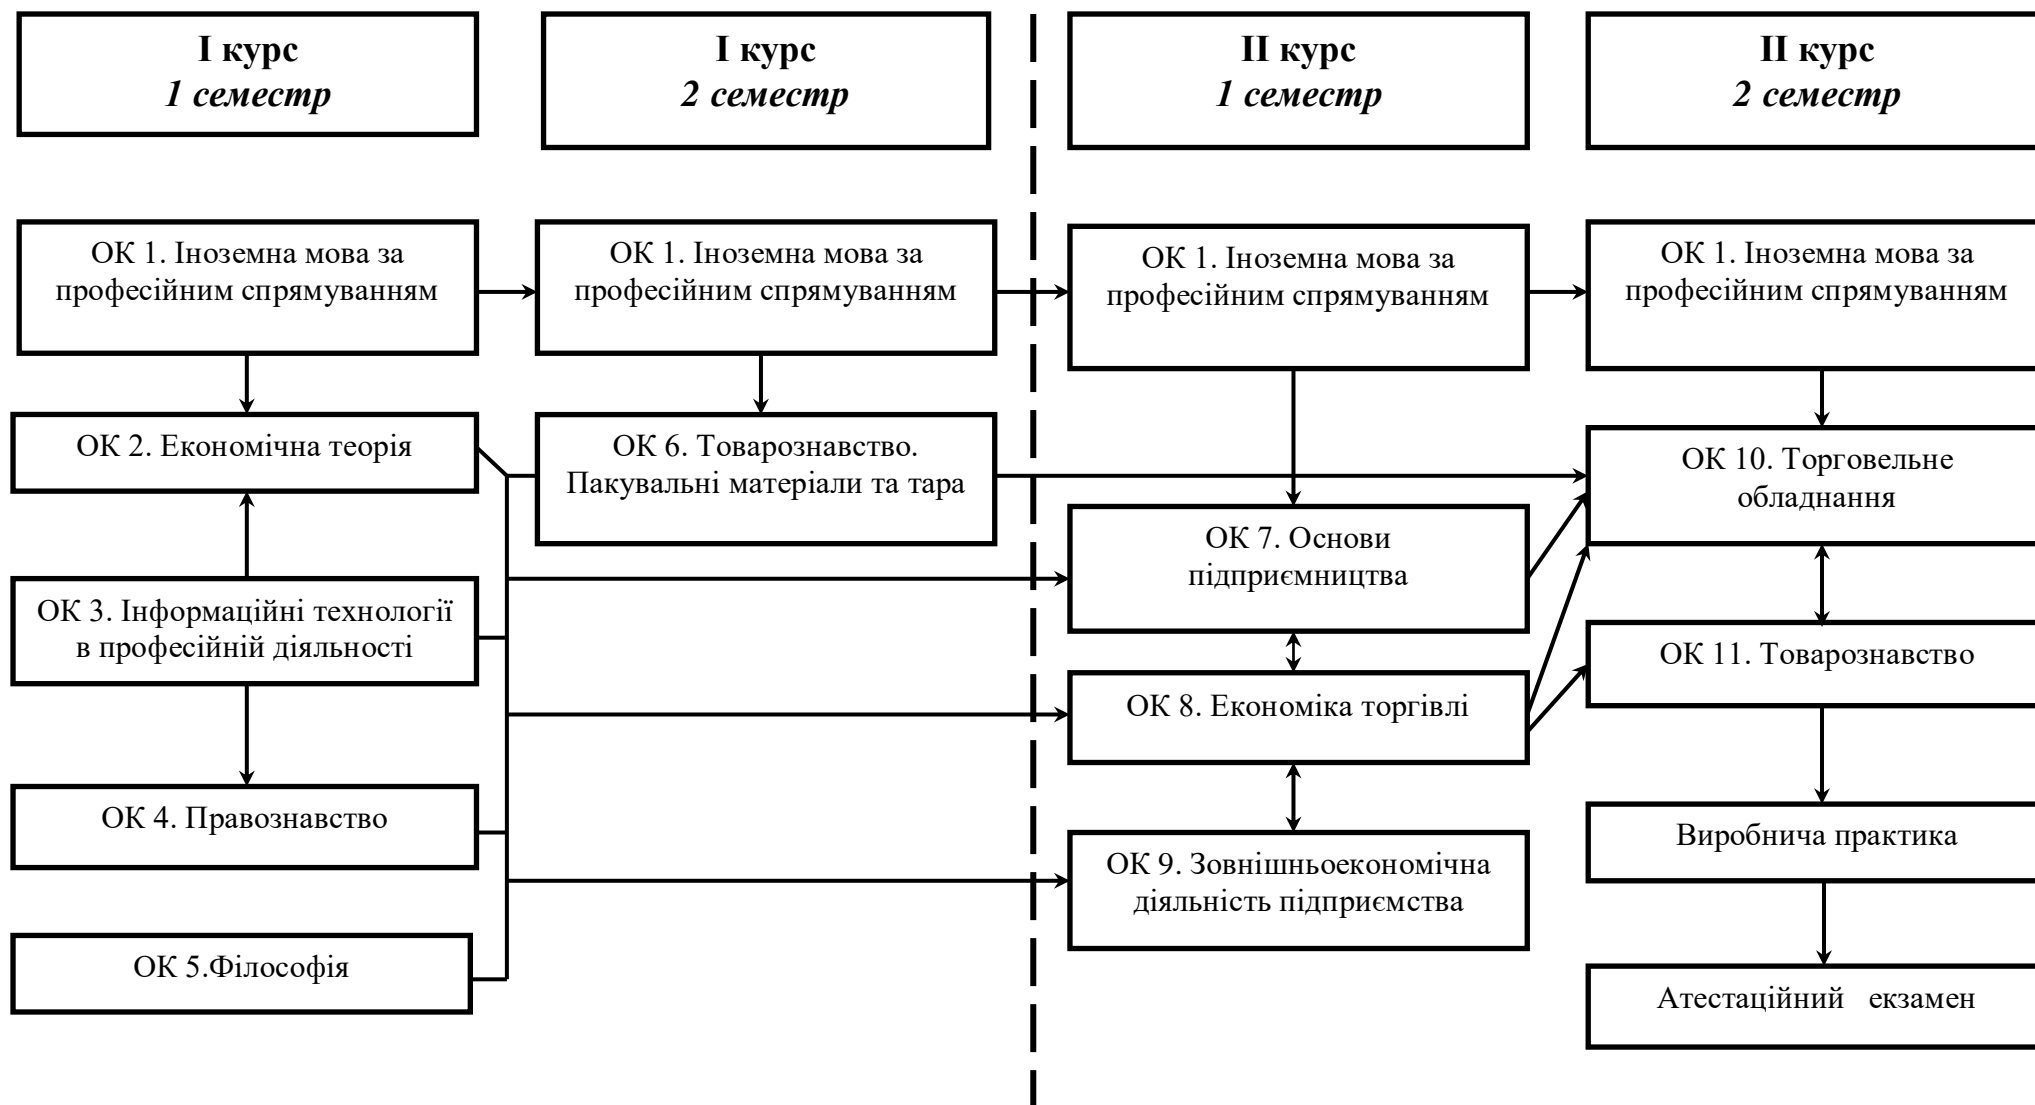 І курс
1 семестр
І курс
2 семестр
ІІ курс
1 семестр
ІІ курс
2 семестр
ОК 1. Іноземна мова за
професійним спрямуванням
ОК 1. Іноземна мова за
професійним спрямуванням
ОК 1. Іноземна мова за
професійним спрямуванням
ОК 1. Іноземна мова за
професійним спрямуванням
ОК 2. Економічна теорія
ОК 6. Товарознавство.
Пакувальні матеріали та тара
ОК 10. Торговельне
обладнання
ОК 7. Основи
підприємництва
ОК 3. Інформаційні технології
в професійній діяльності
ОК 11. Товарознавство
ОК 8. Економіка торгівлі
ОК 4. Правознавство
Виробнича практика
ОК 9. Зовнішньоекономічна
діяльність підприємства
ОК 5.Філософія
Атестаційний екзамен